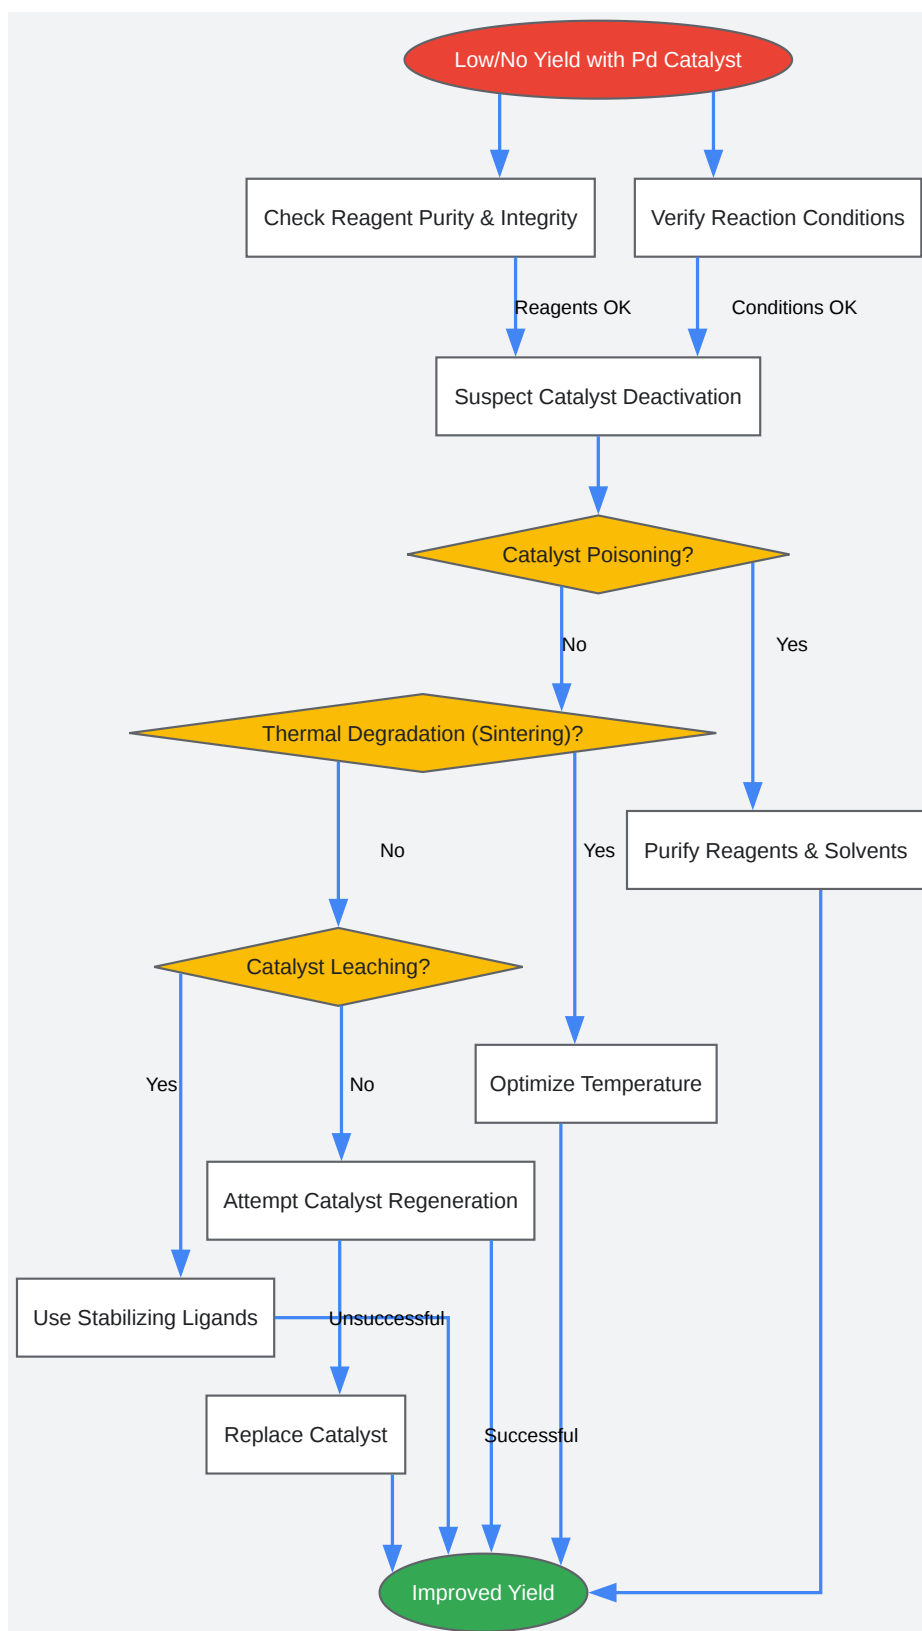 Low/No Yield with Pd Catalyst
Check Reagent Purity & Integrity
Verify Reaction Conditions
Reagents OK
Conditions OK
Suspect Catalyst Deactivation
Catalyst Poisoning?
No
Yes
Thermal Degradation (Sintering)?
No
Yes
Purify Reagents & Solvents
Catalyst Leaching?
Yes
No
Optimize Temperature
Attempt Catalyst Regeneration
Use Stabilizing Ligands
Unsuccessful
Replace Catalyst
Successful
Improved Yield